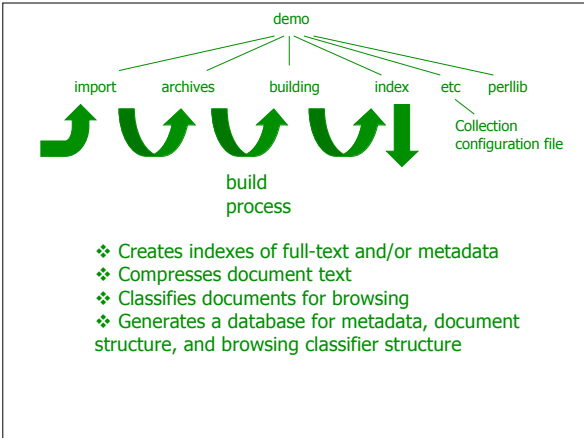 demo
import archives building index etc perllib
Collection
configuration file
build
process
❖ Creates indexes of full-text and/or metadata
❖ Compresses document text
❖ Classifies documents for browsing
❖ Generates a database for metadata, document
structure, and browsing classifier structure